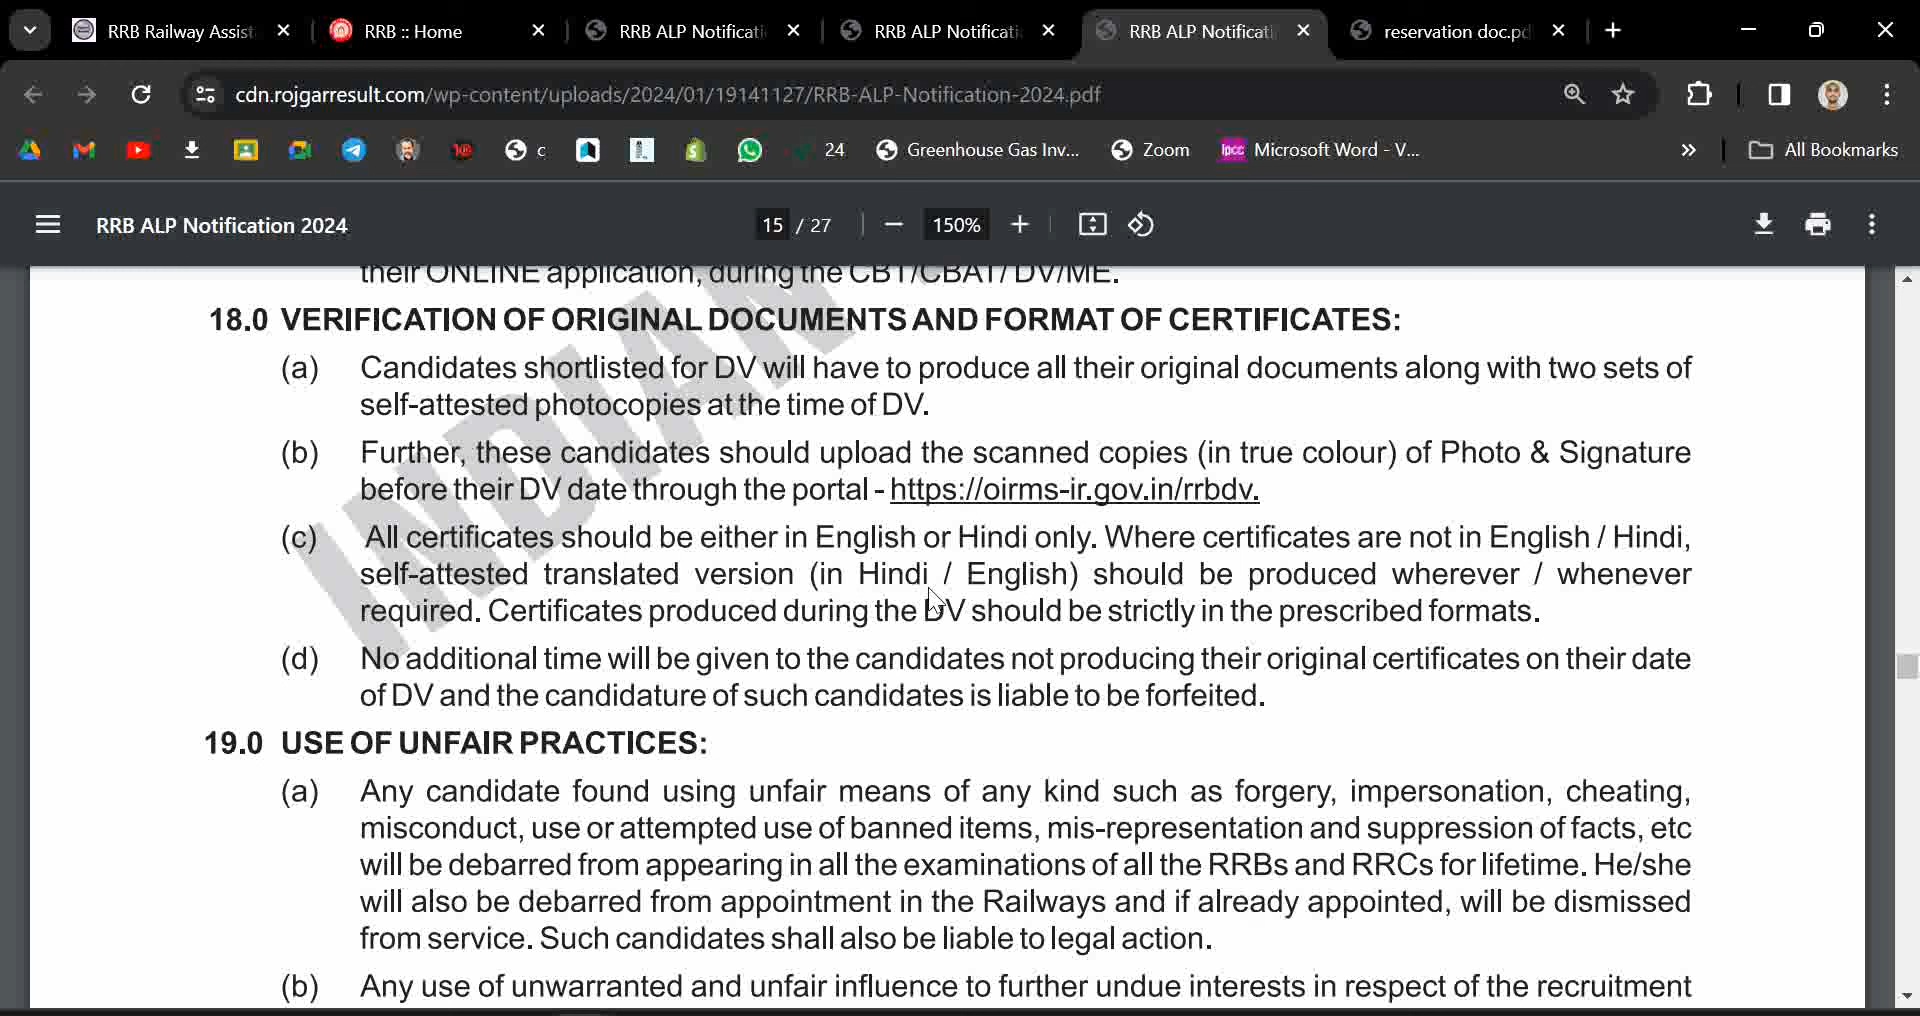 RRB Railway Assist
RRB :: Home
RRB ALP Notificati
RRB ALP Notificati
RRB ALP Notificati
reservation doc.pd
cdn.rojgarresult.com/wp-content/uploads/2024/01/19141127/RRB-ALP-Notification-2024.pdf
c
24
Greenhouse Gas Inv...
Zoom
ipcc
Microsoft Word - V...
All Bookmarks
RRB ALP Notification 2024
15 / 27
150%
their ONLINE application, during the CBT/CBAT/ DV/ME.
18.0 VERIFICATION OF ORIGINAL DOCUMENTS AND FORMAT OF CERTIFICATES:
(a) Candidates shortlisted for DV will have to produce all their original documents along with two sets of
self-attested photocopies at the time of DV.
(b) Further, these candidates should upload the scanned copies (in true colour) of Photo & Signature
before their DV date through the portal - https://oirms-ir.gov.in/rrbdv.
(c) All certificates should be either in English or Hindi only. Where certificates are not in English / Hindi,
self-attested translated version (in Hindi / English) should be produced wherever / whenever
required. Certificates produced during the DV should be strictly in the prescribed formats.
(d) No additional time will be given to the candidates not producing their original certificates on their date
of DV and the candidature of such candidates is liable to be forfeited.
19.0 USE OF UNFAIR PRACTICES:
(a) Any candidate found using unfair means of any kind such as forgery, impersonation, cheating,
misconduct, use or attempted use of banned items, mis-representation and suppression of facts, etc
will be debarred from appearing in all the examinations of all the RRBs and RRCs for lifetime. He/she
will also be debarred from appointment in the Railways and if already appointed, will be dismissed
from service. Such candidates shall also be liable to legal action.
(b) Any use of unwarranted and unfair influence to further undue interests in respect of the recruitment
INDIAN